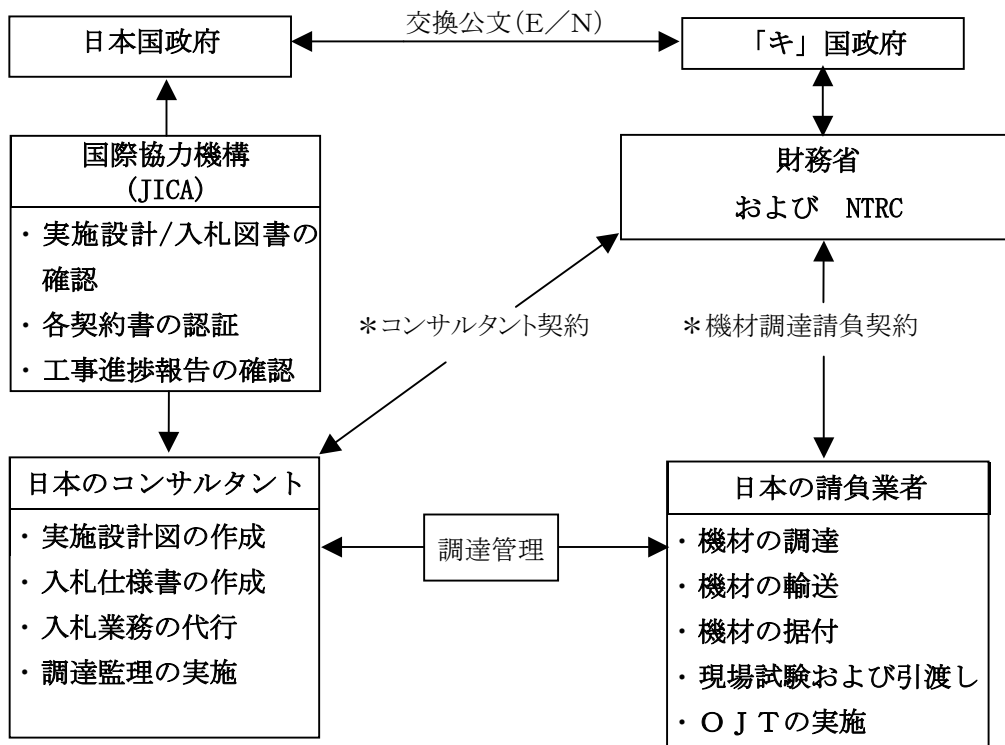 交換公文(E／N)
日本国政府
「キ」国政府
国際協力機構
(JICA)
・実施設計/入札図書の
確認
・各契約書の認証
・工事進捗報告の確認
財務省
および　NTRC
＊コンサルタント契約
＊機材調達請負契約
日本のコンサルタント
・実施設計図の作成
・入札仕様書の作成
・入札業務の代行
・調達監理の実施
調達管理
日本の請負業者
・機材の調達
・機材の輸送
・機材の据付
・現場試験および引渡し
・ＯＪＴの実施